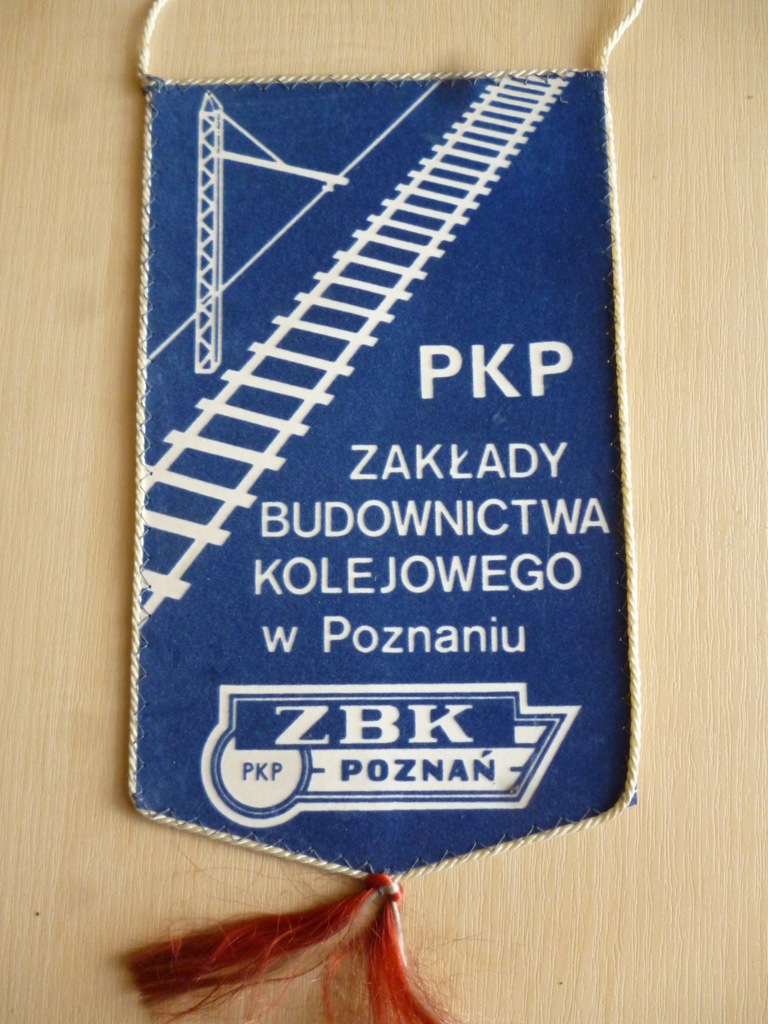 PKP
ZAKŁADY
BUDOWNICTWA
KOLEJOWEGO
w Poznaniu
ZBK
PKP - POZNAŃ -